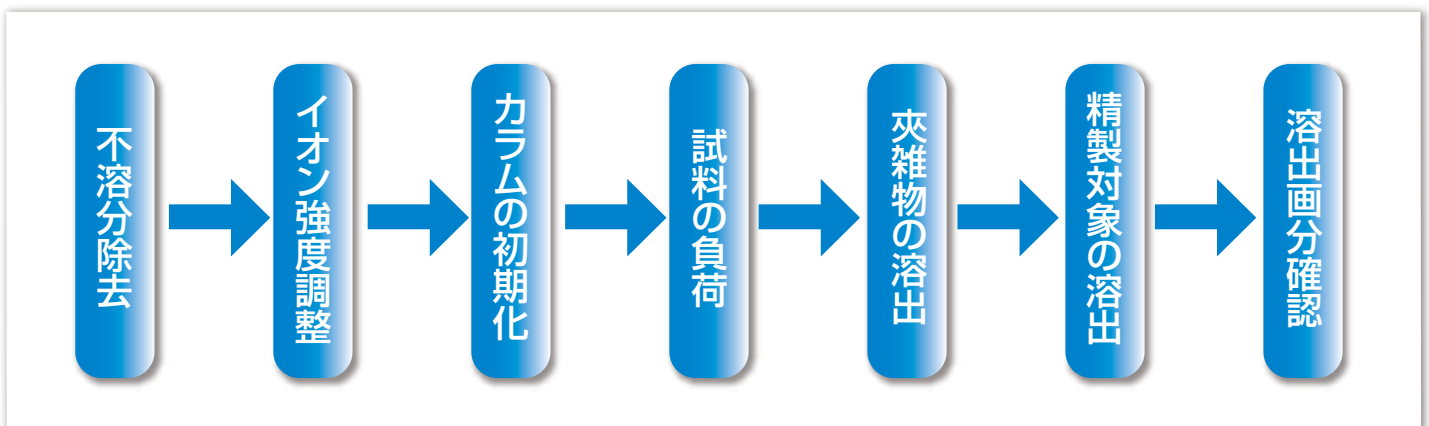 不溶分除去
イオン強度調整
カラムの初期化
試料の負荷
夾雑物の溶出
精製対象の溶出
溶出画分確認